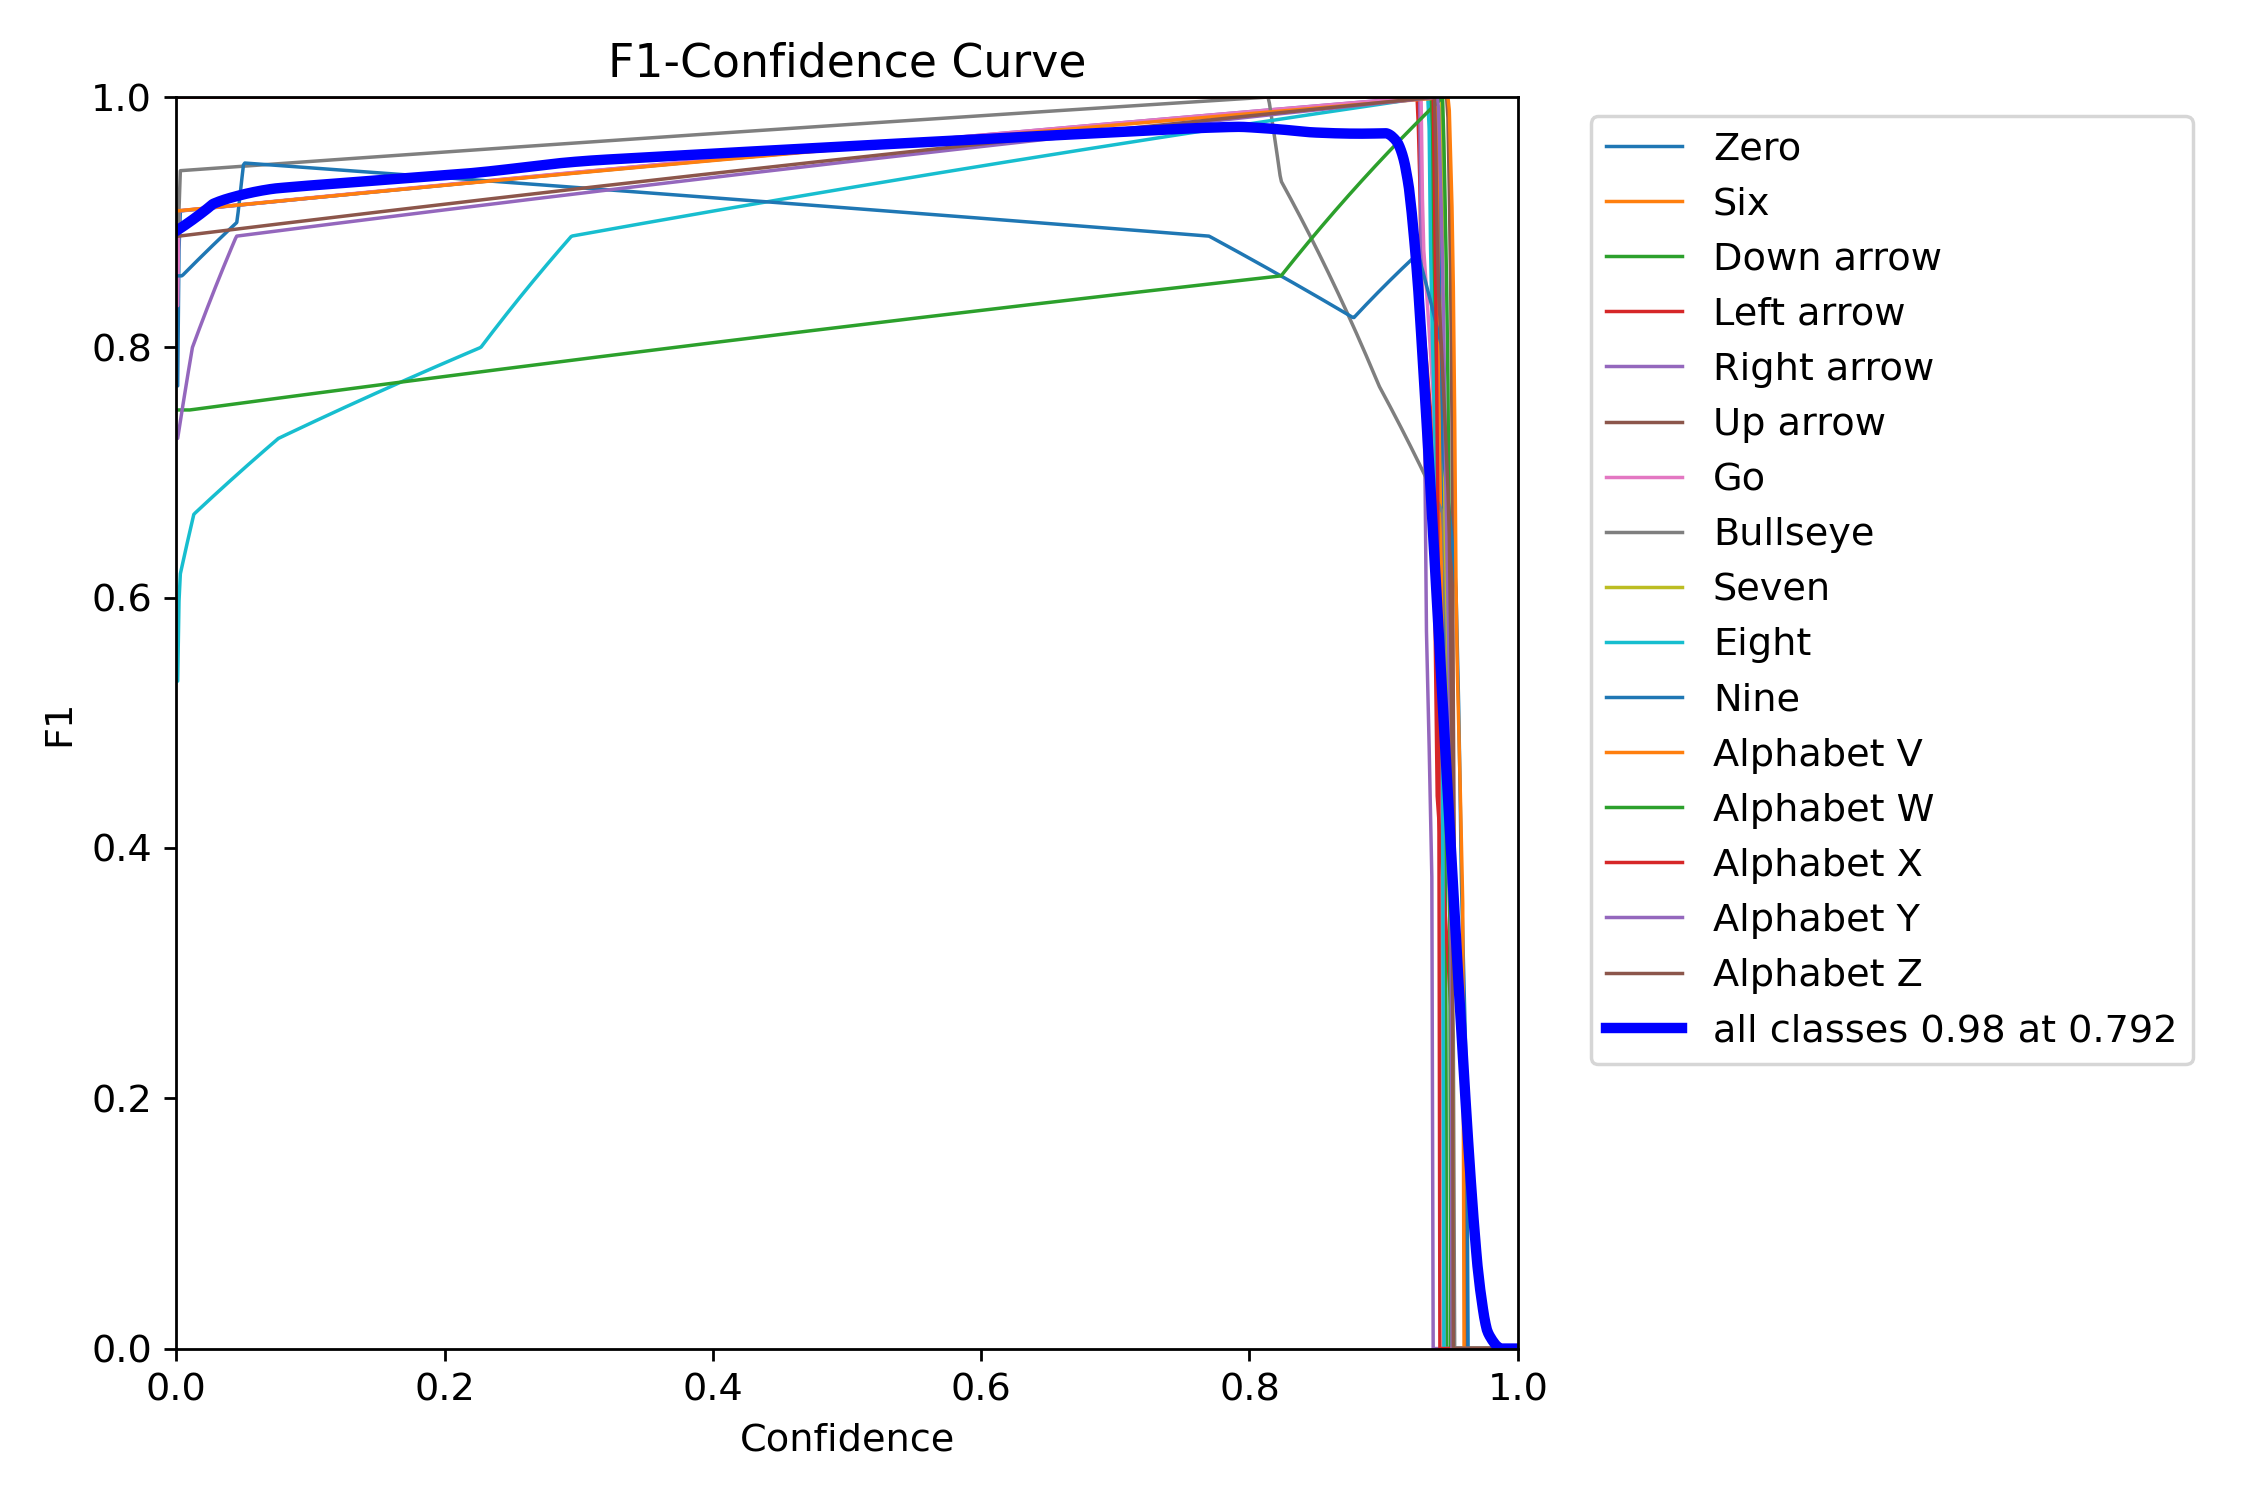 F1-Confidence Curve
1.0
0.8
0.6
0.4
0.2
0.0
F1
0.0 0.2 0.4 0.6 0.8 1.0
Confidence
Zero
Six
Down arrow
Left arrow
Right arrow
Up arrow
Go
Bullseye
Seven
Eight
Nine
Alphabet V
Alphabet W
Alphabet X
Alphabet Y
Alphabet Z
all classes 0.98 at 0.792